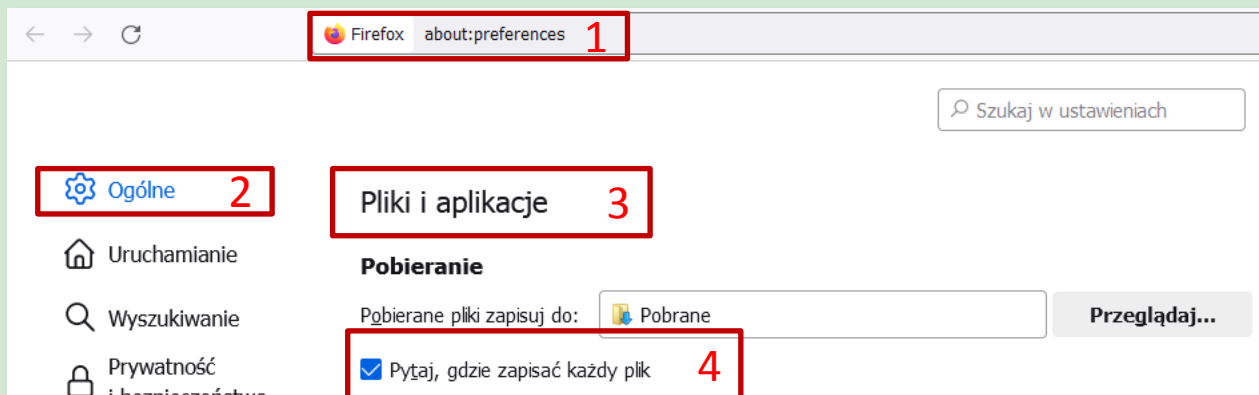 Firefox about:preferences 1
Szukaj w ustawieniach
Ogólne 2
Pliki i aplikacje 3
Uruchamianie
Pobieranie
Wyszukiwanie
Pobierane pliki zapisuj do: Pobrane Przeglądaj...
Prywatność
i bezpieczeństwo
Pytaj, gdzie zapisać każdy plik 4